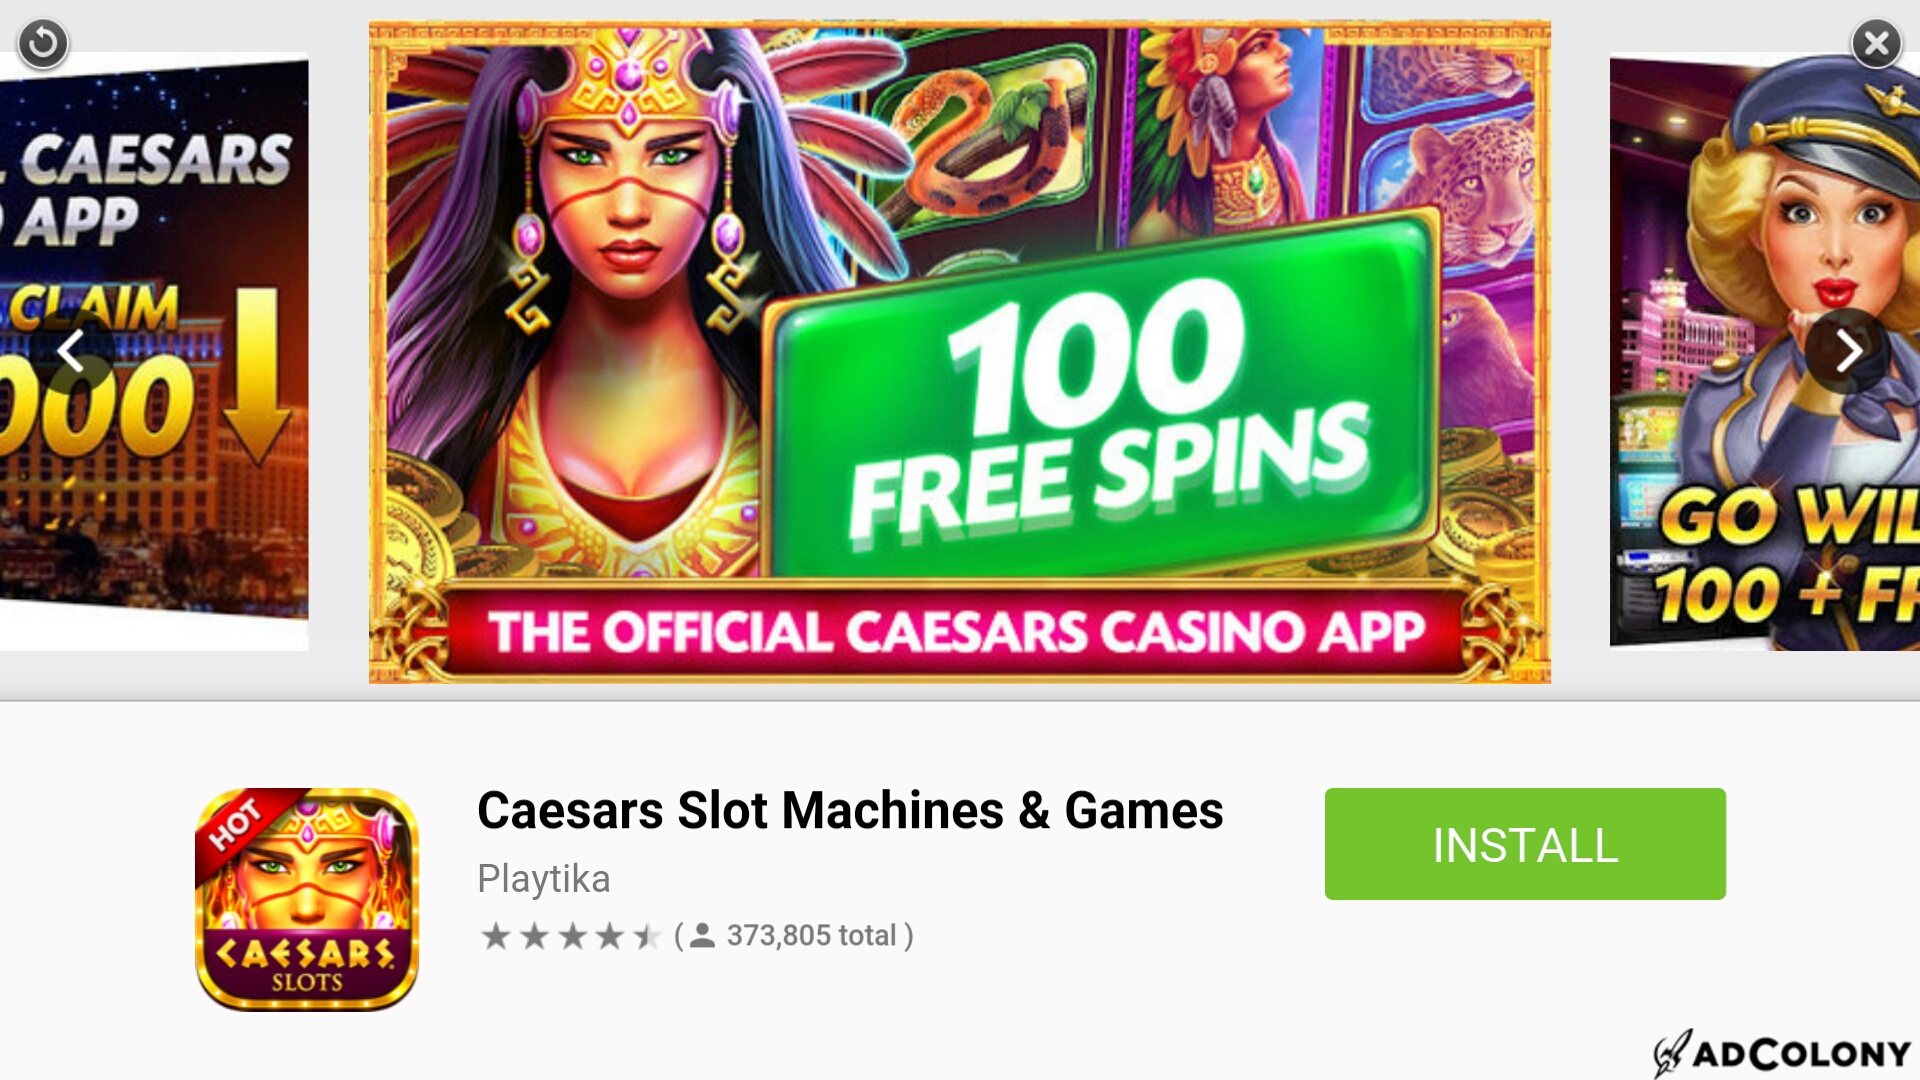 CAESARS
APP
CLAIM
000
100
FREE SPINS
THE OFFICIAL CAESARS CASINO APP
GO WIL
100 + FR
HOT
CAESARS
SLOTS
Caesars Slot Machines & Games
Playtika
( 373,805 total )
INSTALL
ADCOLONY